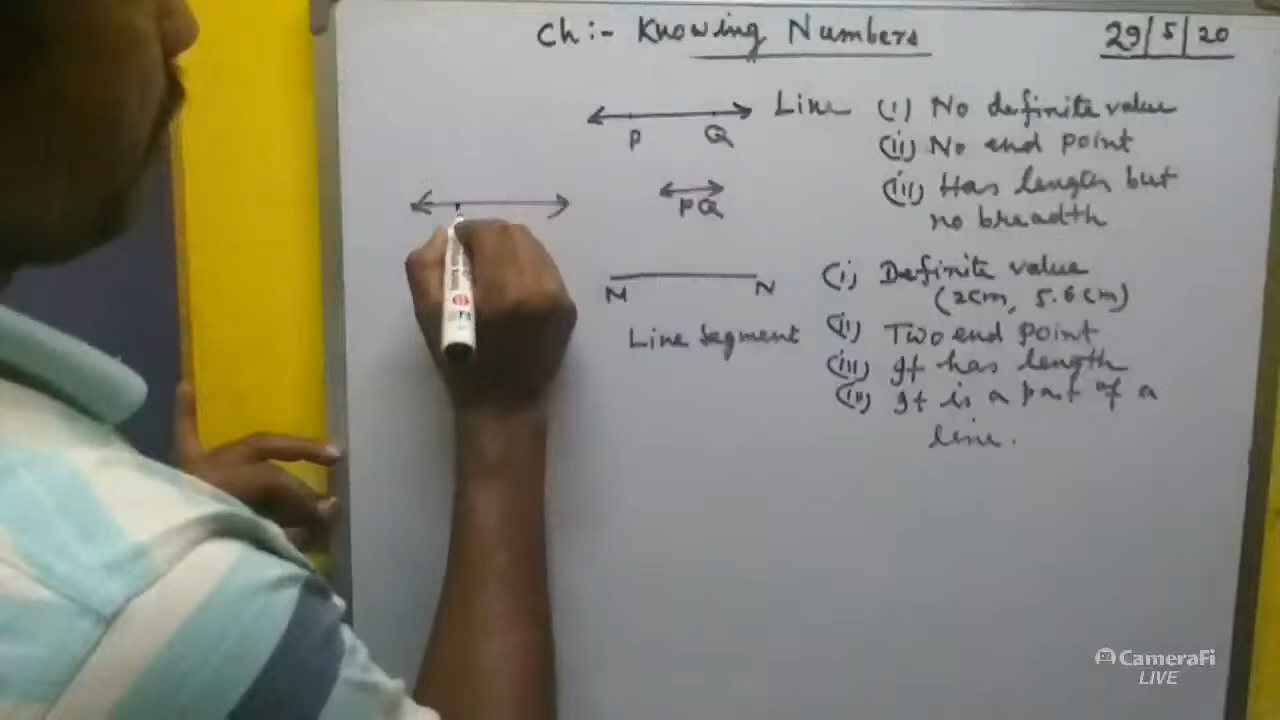 Ch:- Knowing Numbers
29/5/20
Line (i) No definite value
P Q
(ii) No end point
(iii) Has length but
no breadth
PQ
M N
(i) Definite value
(2cm, 5.6cm)
Line Segment
(ii) Two end point
(iii) It has length
(iv) It is a part of a
line.
CameraFi
LIVE